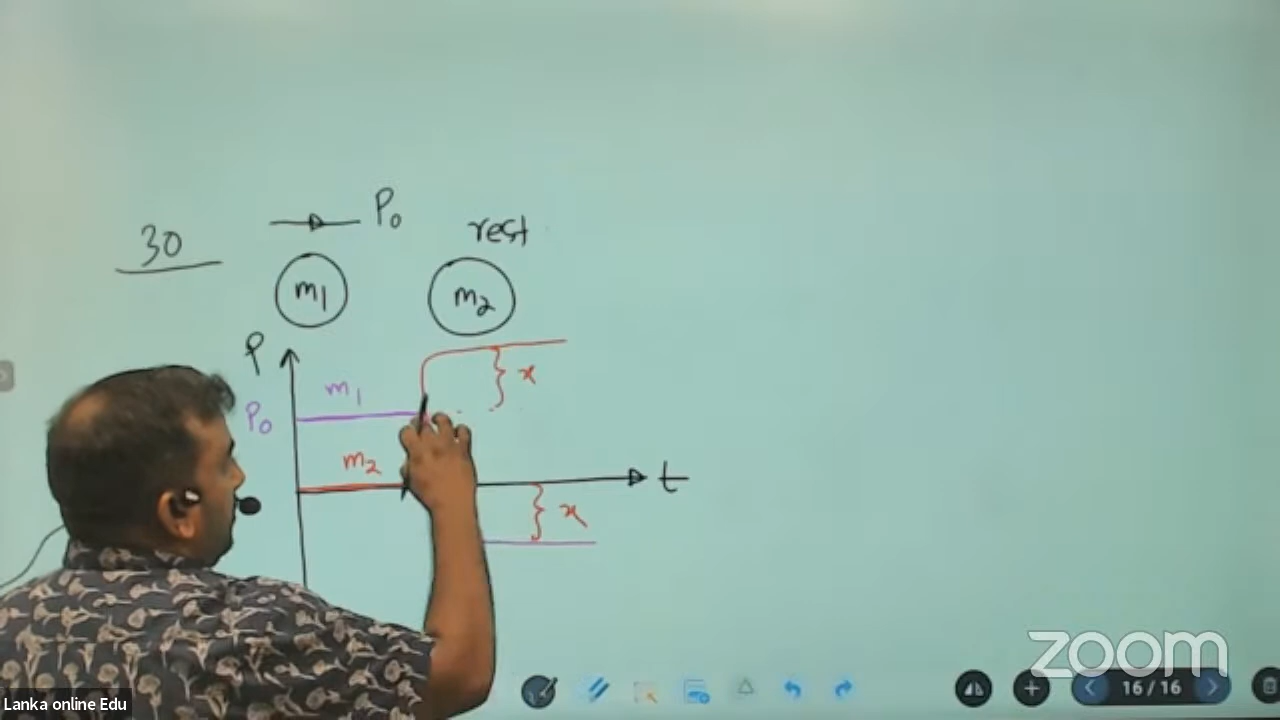 30
P₀
rest
m₁
m₂
P
m₁
x
P₀
m₂
t
x
zoom
16/16
Lanka online Edu